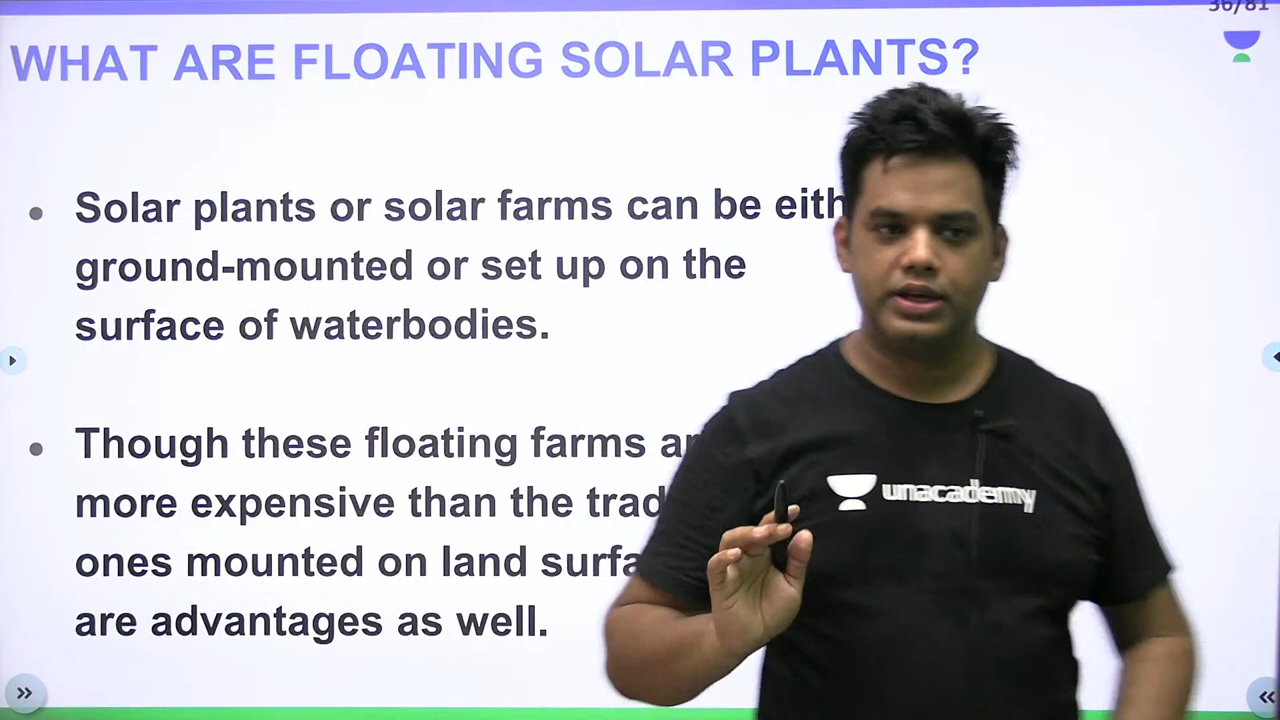 36/81
WHAT ARE FLOATING SOLAR PLANTS?
• Solar plants or solar farms can be eith
ground-mounted or set up on the
surface of waterbodies.
• Though these floating farms ar
more expensive than the trad
ones mounted on land surfa
are advantages as well.
unacademy